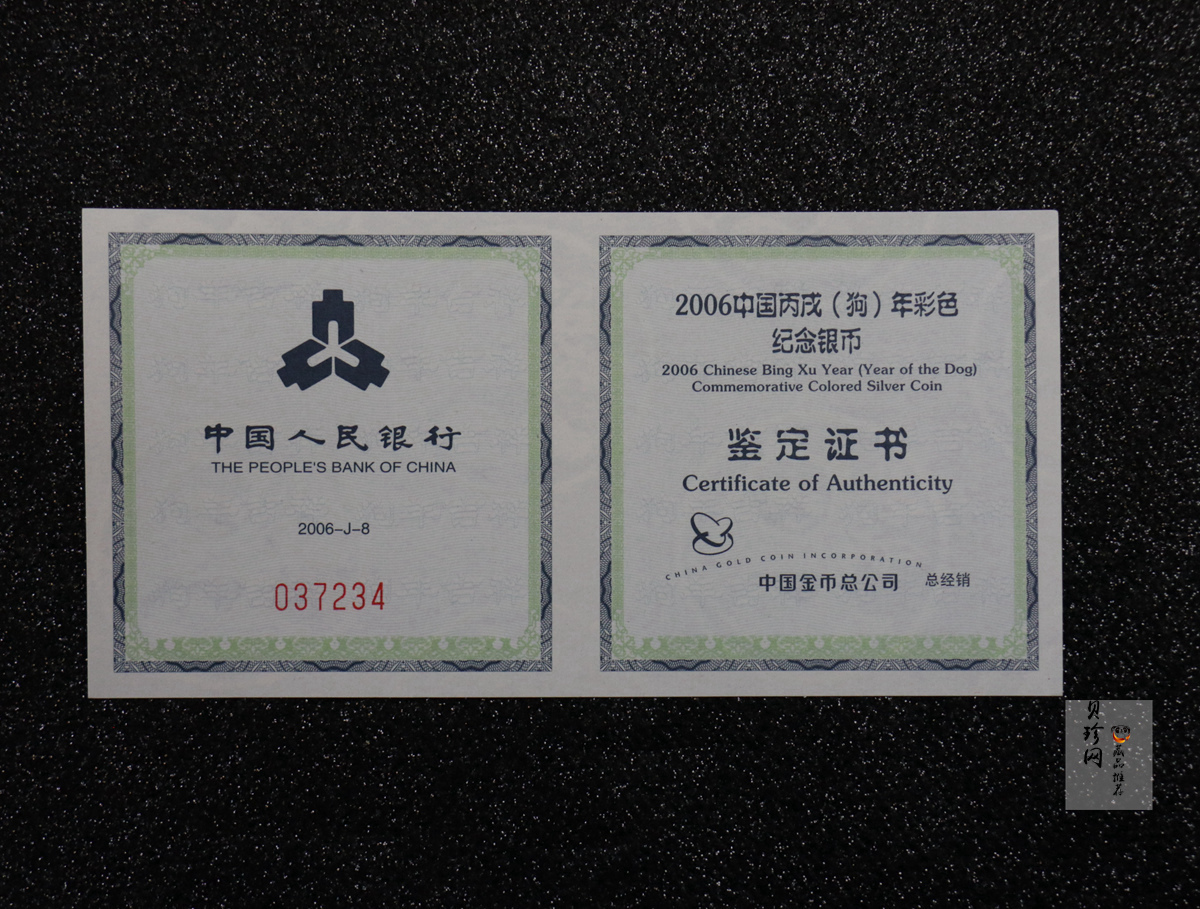 中国人民银行
THE PEOPLE'S BANK OF CHINA
2006-J-8
037234
2006中国丙戌（狗）年彩色
纪念银币
2006 Chinese Bing Xu Year (Year of the Dog)
Commemorative Colored Silver Coin
鉴定证书
Certificate of Authenticity
CHINA GOLD COIN INCORPORATION
中国金币总公司 总经销
贝珍网